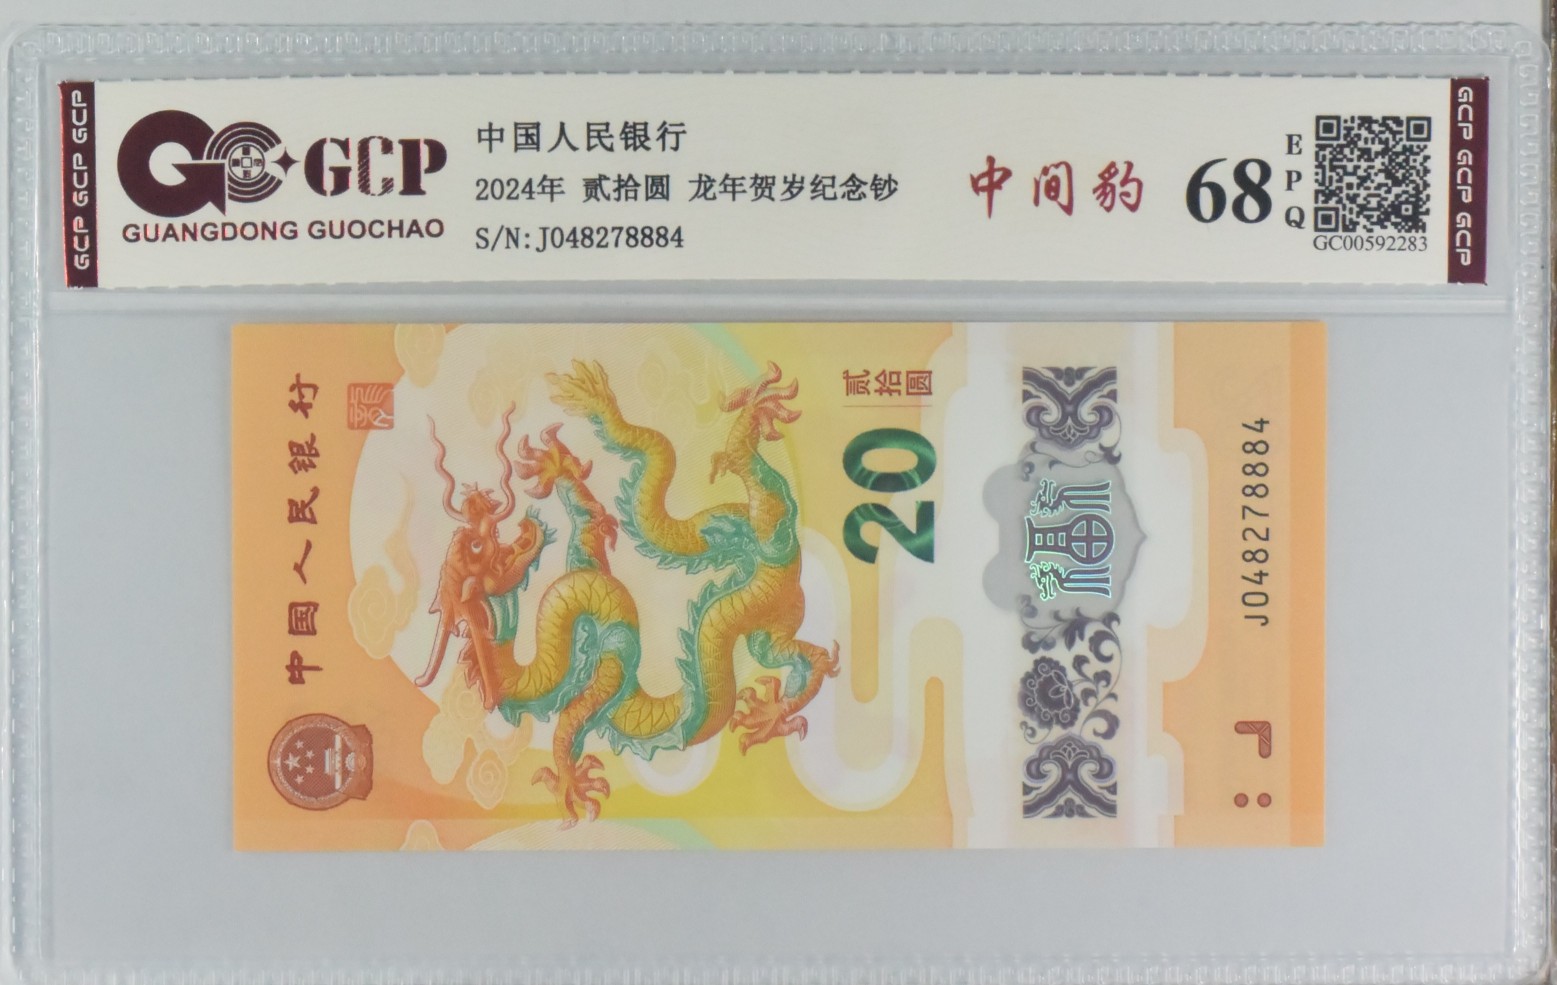 GCP GCP GCP
GCP
GUANGDONG GUOCHAO
中国人民银行
2024年 贰拾圆 龙年贺岁纪念钞
S/N:J048278884
中间豹
68
EPQ
GC00592283
GCP GCP GCP
中国人民银行
贰拾圆
20
J048278884